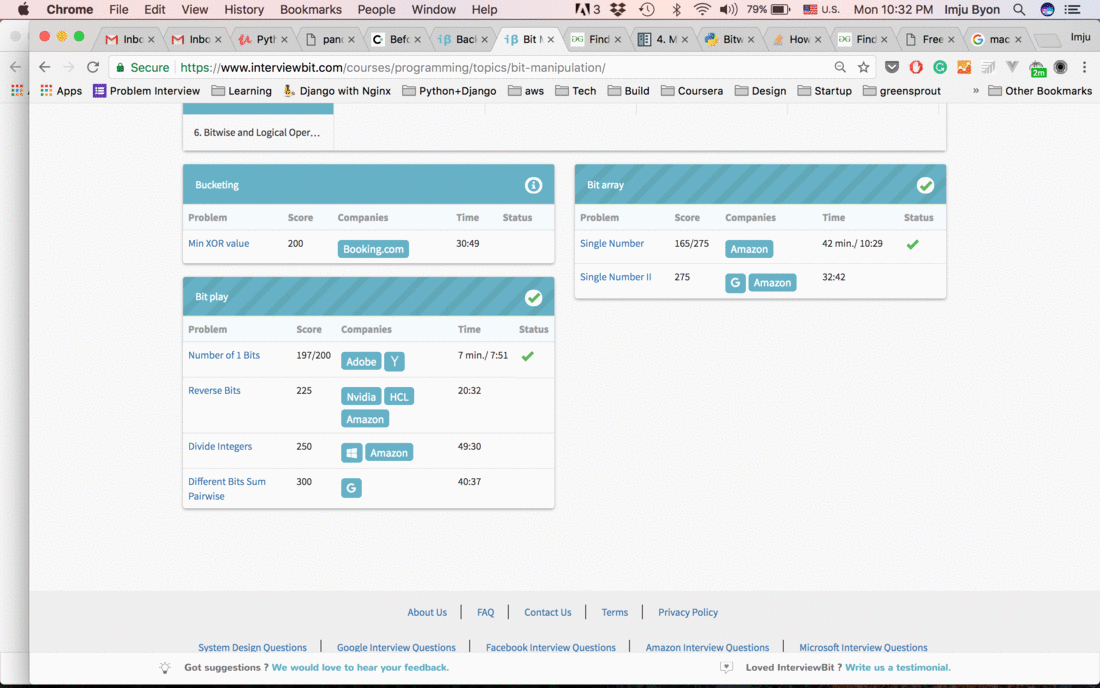 Chrome File Edit View History Bookmarks People Window Help 3 79% U.S. Mon 10:32 PM Imju Byon
Inbo Inbo Pyth pand Befo Back Bit M Find 4. M Bitw How Find Free mac Imju
Secure https://www.interviewbit.com/courses/programming/topics/bit-manipulation/ 2m
Apps Problem Interview Learning Django with Nginx Python+Django aws Tech Build Coursera Design Startup greensprout » Other Bookmarks
6. Bitwise and Logical Oper...
Bucketing
Problem Score Companies Time Status
Min XOR value 200 Booking.com 30:49
Bit array
Problem Score Companies Time Status
Single Number 165/275 Amazon 42 min./ 10:29
Single Number II 275 G Amazon 32:42
Bit play
Problem Score Companies Time Status
Number of 1 Bits 197/200 Adobe Y 7 min./ 7:51
Reverse Bits 225 Nvidia HCL 20:32
Amazon
Divide Integers 250 Amazon 49:30
Different Bits Sum 300 G 40:37
Pairwise
About Us FAQ Contact Us Terms Privacy Policy
System Design Questions Google Interview Questions Facebook Interview Questions Amazon Interview Questions Microsoft Interview Questions
Got suggestions ? We would love to hear your feedback. Loved InterviewBit ? Write us a testimonial.